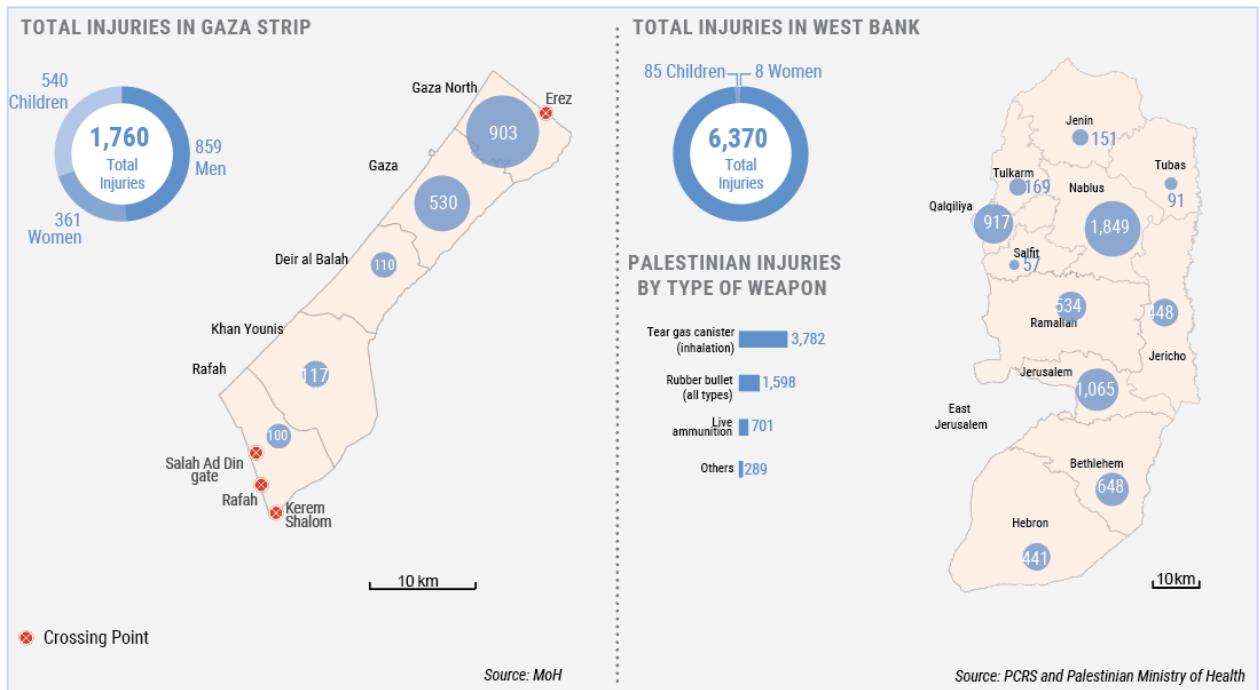 TOTAL INJURIES IN GAZA STRIP
540
Children
1,760
Total
Injuries
859
Men
361
Women
Gaza North
Erez
903
Gaza
530
Deir al Balah
110
Khan Younis
117
Rafah
100
Salah Ad Din
gate
Rafah
Kerem
Shalom
10 km
Crossing Point
Source: MoH
TOTAL INJURIES IN WEST BANK
85 Children
8 Women
6,370
Total
Injuries
PALESTINIAN INJURIES
BY TYPE OF WEAPON
Tear gas canister
(inhalation)
3,782
Rubber bullet
(all types)
1,598
Live
ammunition
701
Others
289
Jenin
151
Tubas
91
Tulkarm
169
Nablus
1,849
Qalqiliya
917
Salfit
57
534
Ramallah
448
Jericho
Jerusalem
1,065
East
Jerusalem
Bethlehem
648
Hebron
441
10km
Source: PCRS and Palestinian Ministry of Health